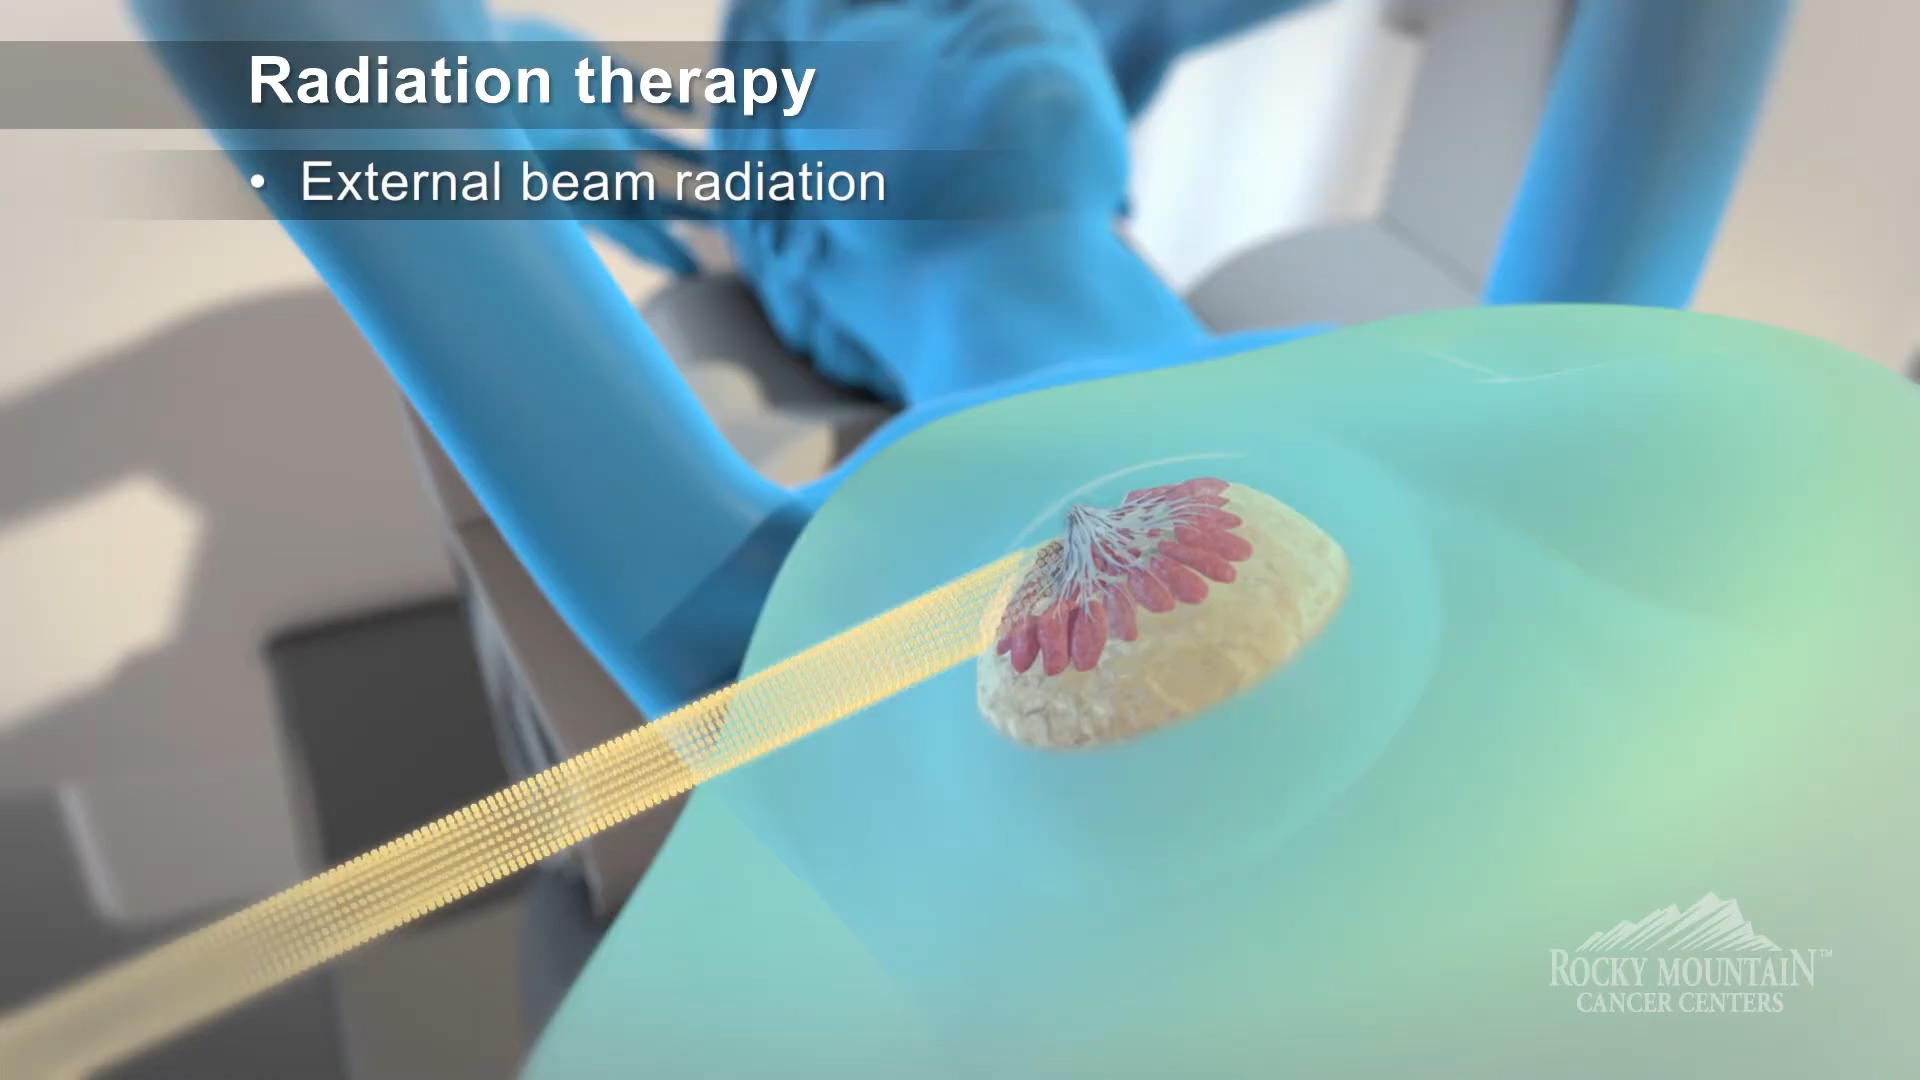 Radiation therapy
• External beam radiation
ROCKY MOUNTAIN™
CANCER CENTERS